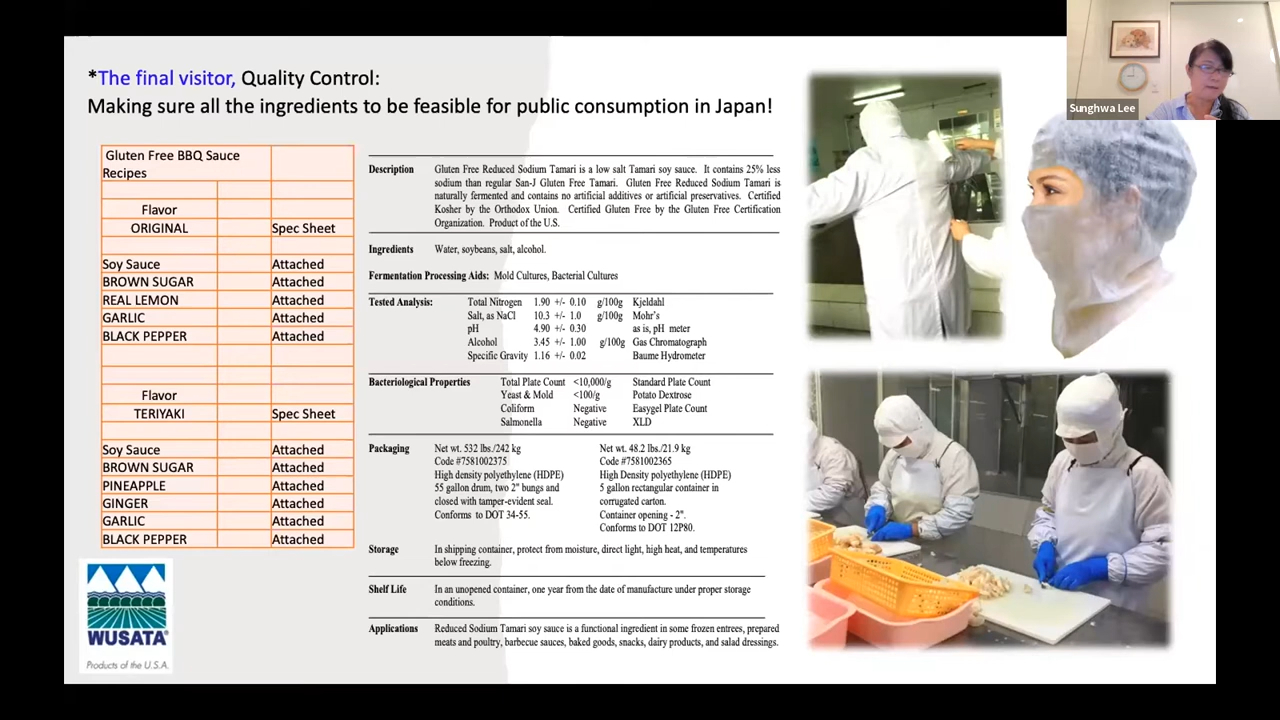 *The final visitor, Quality Control:
Making sure all the ingredients to be feasible for public consumption in Japan!
Sunghwa Lee
Gluten Free BBQ Sauce
Recipes
Flavor
ORIGINAL Spec Sheet
Soy Sauce Attached
BROWN SUGAR Attached
REAL LEMON Attached
GARLIC Attached
BLACK PEPPER Attached
Flavor
TERIYAKI Spec Sheet
Soy Sauce Attached
BROWN SUGAR Attached
PINEAPPLE Attached
GINGER Attached
GARLIC Attached
BLACK PEPPER Attached
Description Gluten Free Reduced Sodium Tamari is a low salt Tamari soy sauce. It contains 25% less
sodium than regular San-J Gluten Free Tamari. Gluten Free Reduced Sodium Tamari is
naturally fermented and contains no artificial additives or artificial preservatives. Certified
Kosher by the Orthodox Union. Certified Gluten Free by the Gluten Free Certification
Organization. Product of the U.S.
Ingredients Water, soybeans, salt, alcohol.
Fermentation Processing Aids: Mold Cultures, Bacterial Cultures
Tested Analysis: Total Nitrogen 1.90 +/- 0.10 g/100g Kjeldahl
Salt, as NaCl 10.3 +/- 1.0 g/100g Mohr's
pH 4.90 +/- 0.30 as is, pH meter
Alcohol 3.45 +/- 1.00 g/100g Gas Chromatograph
Specific Gravity 1.16 +/- 0.02 Baume Hydrometer
Bacteriological Properties Total Plate Count <10,000/g Standard Plate Count
Yeast & Mold <100/g Potato Dextrose
Coliform Negative Easygel Plate Count
Salmonella Negative XLD
Packaging Net wt. 532 lbs./242 kg Net wt. 48.2 lbs./21.9 kg
Code #7581002375 Code #7581002365
High density polyethylene (HDPE) High Density polyethylene (HDPE)
55 gallon drum, two 2" bungs and 5 gallon rectangular container in
closed with tamper-evident seal. corrugated carton.
Conforms to DOT 34-55. Container opening - 2".
Conforms to DOT 12P80.
Storage In shipping container, protect from moisture, direct light, high heat, and temperatures
below freezing.
Shelf Life In an unopened container, one year from the date of manufacture under proper storage
conditions.
Applications Reduced Sodium Tamari soy sauce is a functional ingredient in some frozen entrees, prepared
meats and poultry, barbecue sauces, baked goods, snacks, dairy products, and salad dressings.
WUSATA®
Products of the U.S.A.